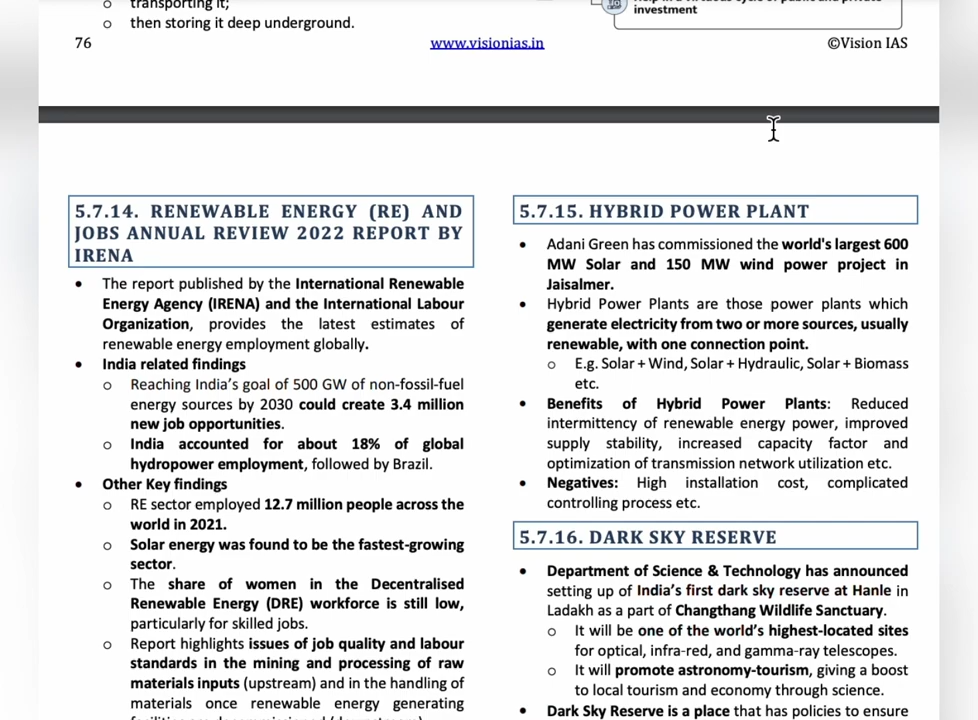 transporting it;
o then storing it deep underground.
investment
76
www.visionias.in
©Vision IAS
5.7.14. RENEWABLE ENERGY (RE) AND
JOBS ANNUAL REVIEW 2022 REPORT BY
IRENA
• The report published by the International Renewable
Energy Agency (IRENA) and the International Labour
Organization, provides the latest estimates of
renewable energy employment globally.
• India related findings
o Reaching India's goal of 500 GW of non-fossil-fuel
energy sources by 2030 could create 3.4 million
new job opportunities.
o India accounted for about 18% of global
hydropower employment, followed by Brazil.
• Other Key findings
o RE sector employed 12.7 million people across the
world in 2021.
o Solar energy was found to be the fastest-growing
sector.
o The share of women in the Decentralised
Renewable Energy (DRE) workforce is still low,
particularly for skilled jobs.
o Report highlights issues of job quality and labour
standards in the mining and processing of raw
materials inputs (upstream) and in the handling of
materials once renewable energy generating
5.7.15. HYBRID POWER PLANT
• Adani Green has commissioned the world's largest 600
MW Solar and 150 MW wind power project in
Jaisalmer.
• Hybrid Power Plants are those power plants which
generate electricity from two or more sources, usually
renewable, with one connection point.
o E.g. Solar + Wind, Solar + Hydraulic, Solar + Biomass
etc.
• Benefits of Hybrid Power Plants: Reduced
intermittency of renewable energy power, improved
supply stability, increased capacity factor and
optimization of transmission network utilization etc.
• Negatives: High installation cost, complicated
controlling process etc.
5.7.16. DARK SKY RESERVE
• Department of Science & Technology has announced
setting up of India's first dark sky reserve at Hanle in
Ladakh as a part of Changthang Wildlife Sanctuary.
o It will be one of the world's highest-located sites
for optical, infra-red, and gamma-ray telescopes.
o It will promote astronomy-tourism, giving a boost
to local tourism and economy through science.
• Dark Sky Reserve is a place that has policies to ensure